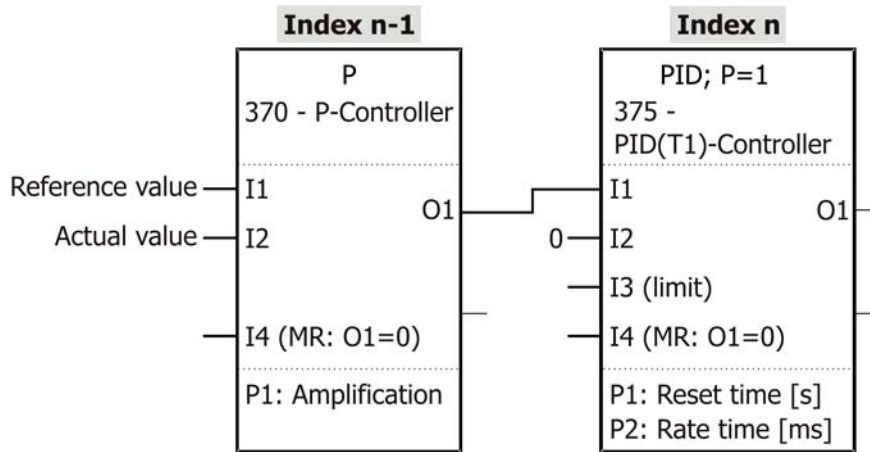 Index n-1
P
370 - P-Controller
Reference value
I1
O1
Actual value
I2
I4 (MR: O1=0)
P1: Amplification
Index n
PID; P=1
375 -
PID(T1)-Controller
I1
O1
0
I2
I3 (limit)
I4 (MR: O1=0)
P1: Reset time [s]
P2: Rate time [ms]